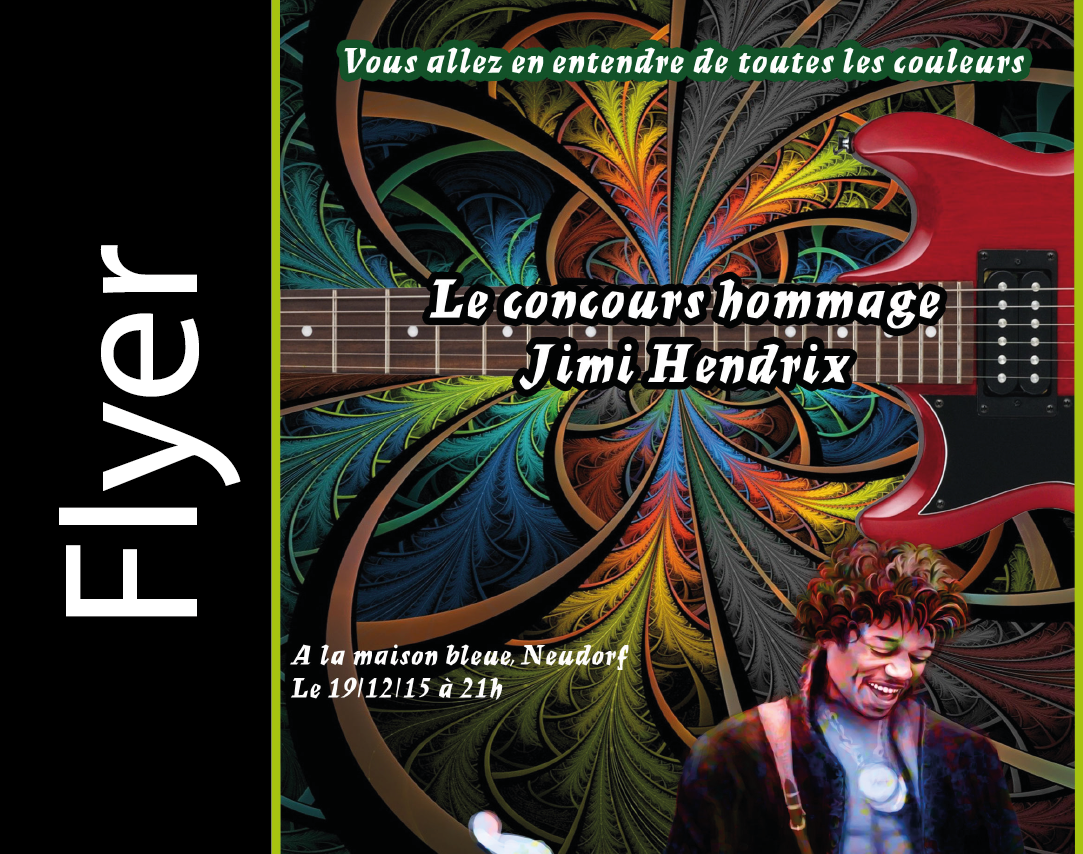 Flyer
Vous allez en entendre de toutes les couleurs
Le concours hommage
Jimi Hendrix
A la maison bleue, Neudorf
Le 19/12/15 à 21h